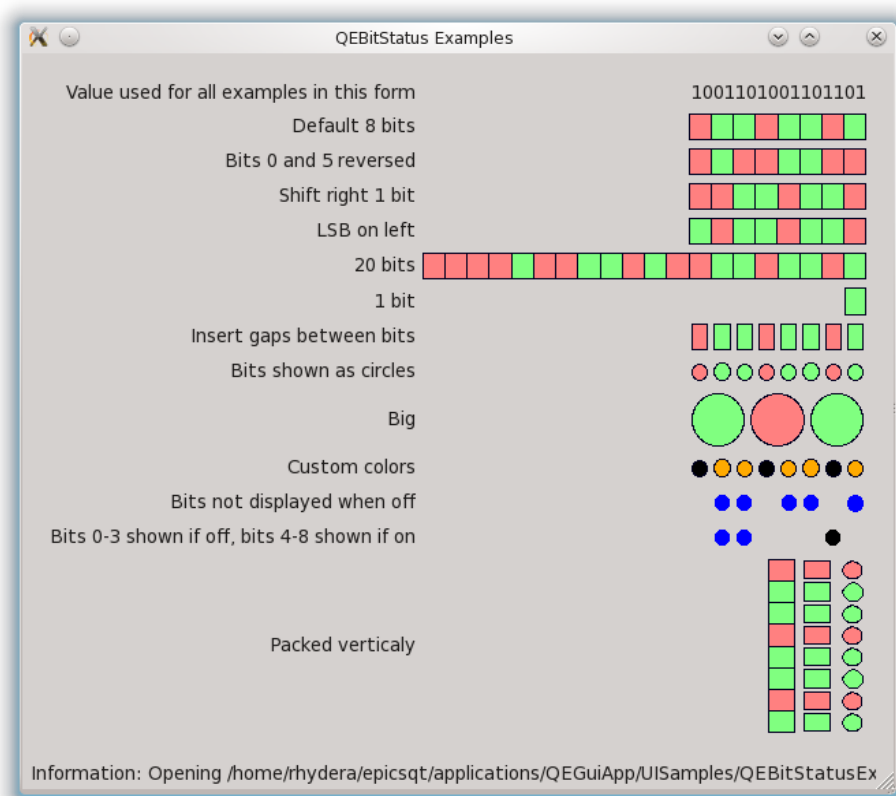 QEBitStatus Examples
Value used for all examples in this form 1001101001101101
Default 8 bits
Bits 0 and 5 reversed
Shift right 1 bit
LSB on left
20 bits
1 bit
Insert gaps between bits
Bits shown as circles
Big
Custom colors
Bits not displayed when off
Bits 0-3 shown if off, bits 4-8 shown if on
Packed verticaly
Information: Opening /home/rhydera/epicsqt/applications/QEGuiApp/UISamples/QEBitStatusEx